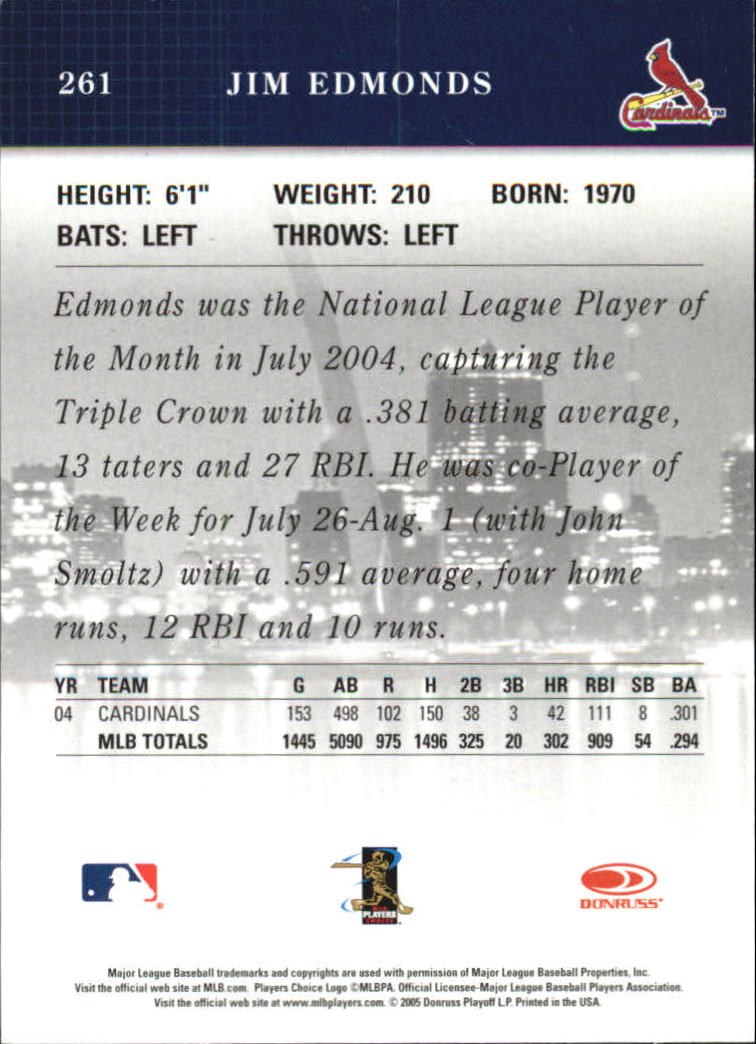 261 JIM EDMONDS
Cardinals™
HEIGHT: 6'1" WEIGHT: 210 BORN: 1970
BATS: LEFT THROWS: LEFT
Edmonds was the National League Player of
the Month in July 2004, capturing the
Triple Crown with a .381 batting average,
13 taters and 27 RBI. He was co-Player of
the Week for July 26-Aug. 1 (with John
Smoltz) with a .591 average, four home
runs, 12 RBI and 10 runs.
YR TEAM G AB R H 2B 3B HR RBI SB BA
04 CARDINALS 153 498 102 150 38 3 42 111 8 .301
MLB TOTALS 1445 5090 975 1496 325 20 302 909 54 .294
MLB
PLAYERS
CHOICE
DONRUSS
Major League Baseball trademarks and copyrights are used with permission of Major League Baseball Properties, Inc.
Visit the official web site at MLB.com. Players Choice Logo ©MLBPA. Official Licensee-Major League Baseball Players Association.
Visit the official web site at www.mlbplayers.com. © 2005 Donruss Playoff L.P. Printed in the USA.